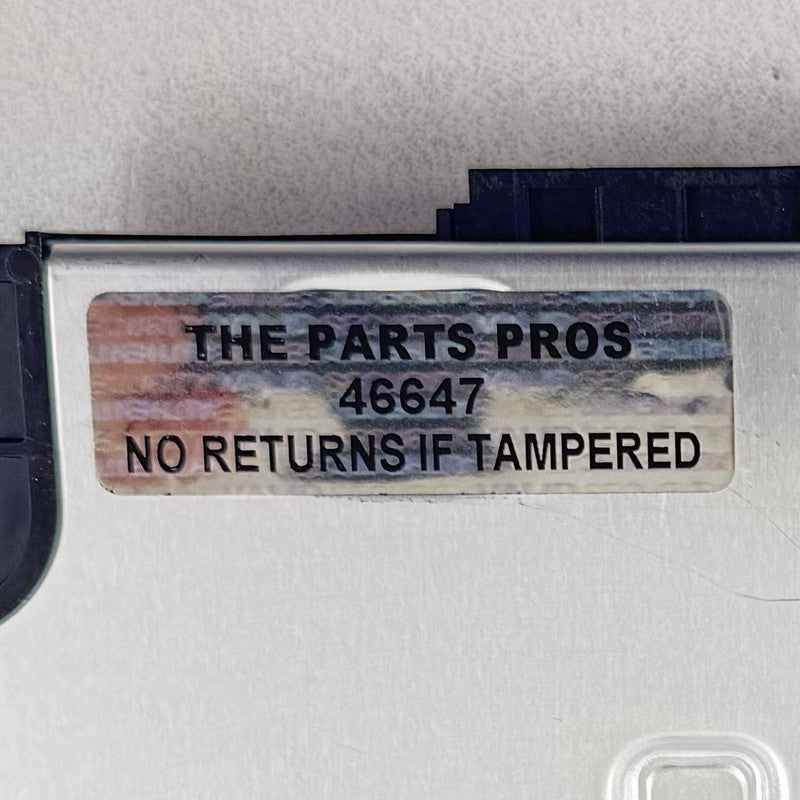 THE PARTS PROS
46647
NO RETURNS IF TAMPERED